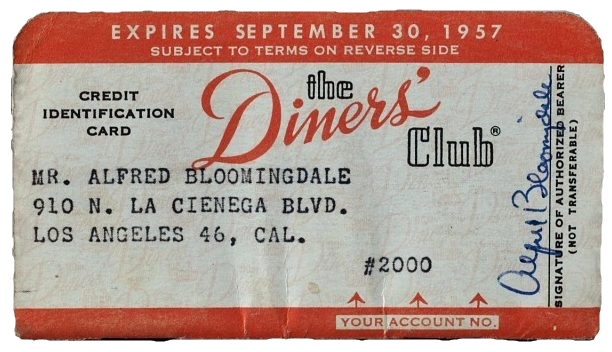 EXPIRES SEPTEMBER 30, 1957
SUBJECT TO TERMS ON REVERSE SIDE
CREDIT
IDENTIFICATION
CARD
the
Diners'
Club®
MR. ALFRED BLOOMINGDALE
910 N. LA CIENEGA BLVD.
LOS ANGELES 46, CAL.
#2000
YOUR ACCOUNT NO.
Alfred Bloomingdale
SIGNATURE OF AUTHORIZED BEARER
(NOT TRANSFERABLE)